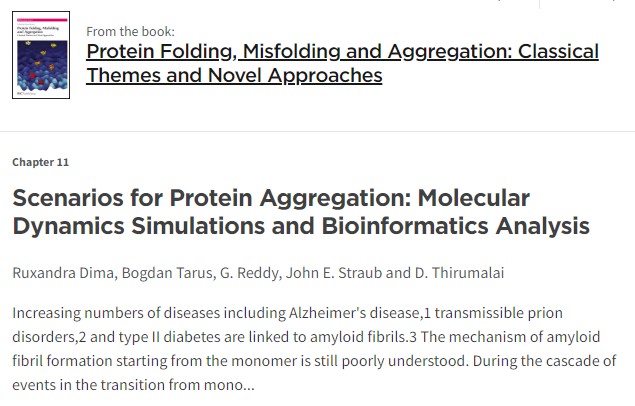 From the book:
Protein Folding, Misfolding and Aggregation: Classical
Themes and Novel Approaches
Chapter 11
Scenarios for Protein Aggregation: Molecular
Dynamics Simulations and Bioinformatics Analysis
Ruxandra Dima, Bogdan Tarus, G. Reddy, John E. Straub and D. Thirumalai
Increasing numbers of diseases including Alzheimer's disease,1 transmissible prion
disorders,2 and type II diabetes are linked to amyloid fibrils.3 The mechanism of amyloid
fibril formation starting from the monomer is still poorly understood. During the cascade of
events in the transition from mono...